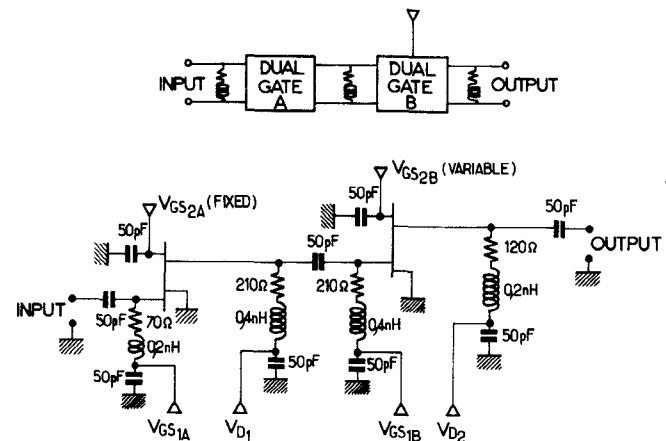 INPUT
DUAL
GATE
A
DUAL
GATE
B
OUTPUT
VGS2A (FIXED)
VGS2B (VARIABLE)
50pF
50pF
50pF
50pF
120Ω
OUTPUT
INPUT
50pF
70Ω
0,2nH
210Ω
0,4nH
210Ω
0,4nH
0,2nH
50pF
50pF
50pF
50pF
VGS1A
VD1
VGS1B
VD2